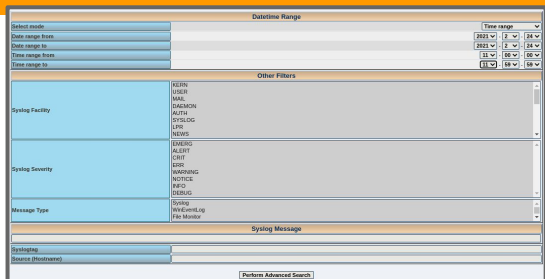 Datetime Range
Select mode Time range
Date range from 2021 - 2 - 24
Date range to 2021 - 2 - 24
Time range from 11 - 00 - 00
Time range to 11 - 59 - 59
Other Filters
Syslog Facility
KERN
USER
MAIL
DAEMON
AUTH
SYSLOG
LPR
NEWS
Syslog Severity
EMERG
ALERT
CRIT
ERR
WARNING
NOTICE
INFO
DEBUG
Message Type
Syslog
WinEventLog
File Monitor
Syslog Message
Syslogtag
Source (Hostname)
Perform Advanced Search